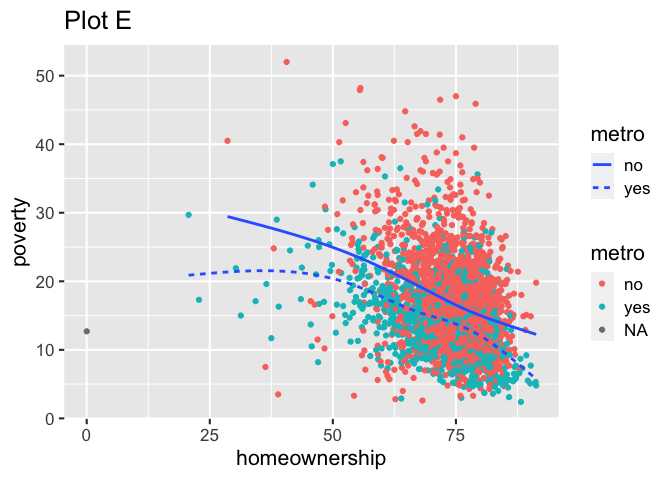 Plot E
poverty
50
40
30
20
10
0
0 25 50 75
homeownership
metro
no
yes
metro
no
yes
NA